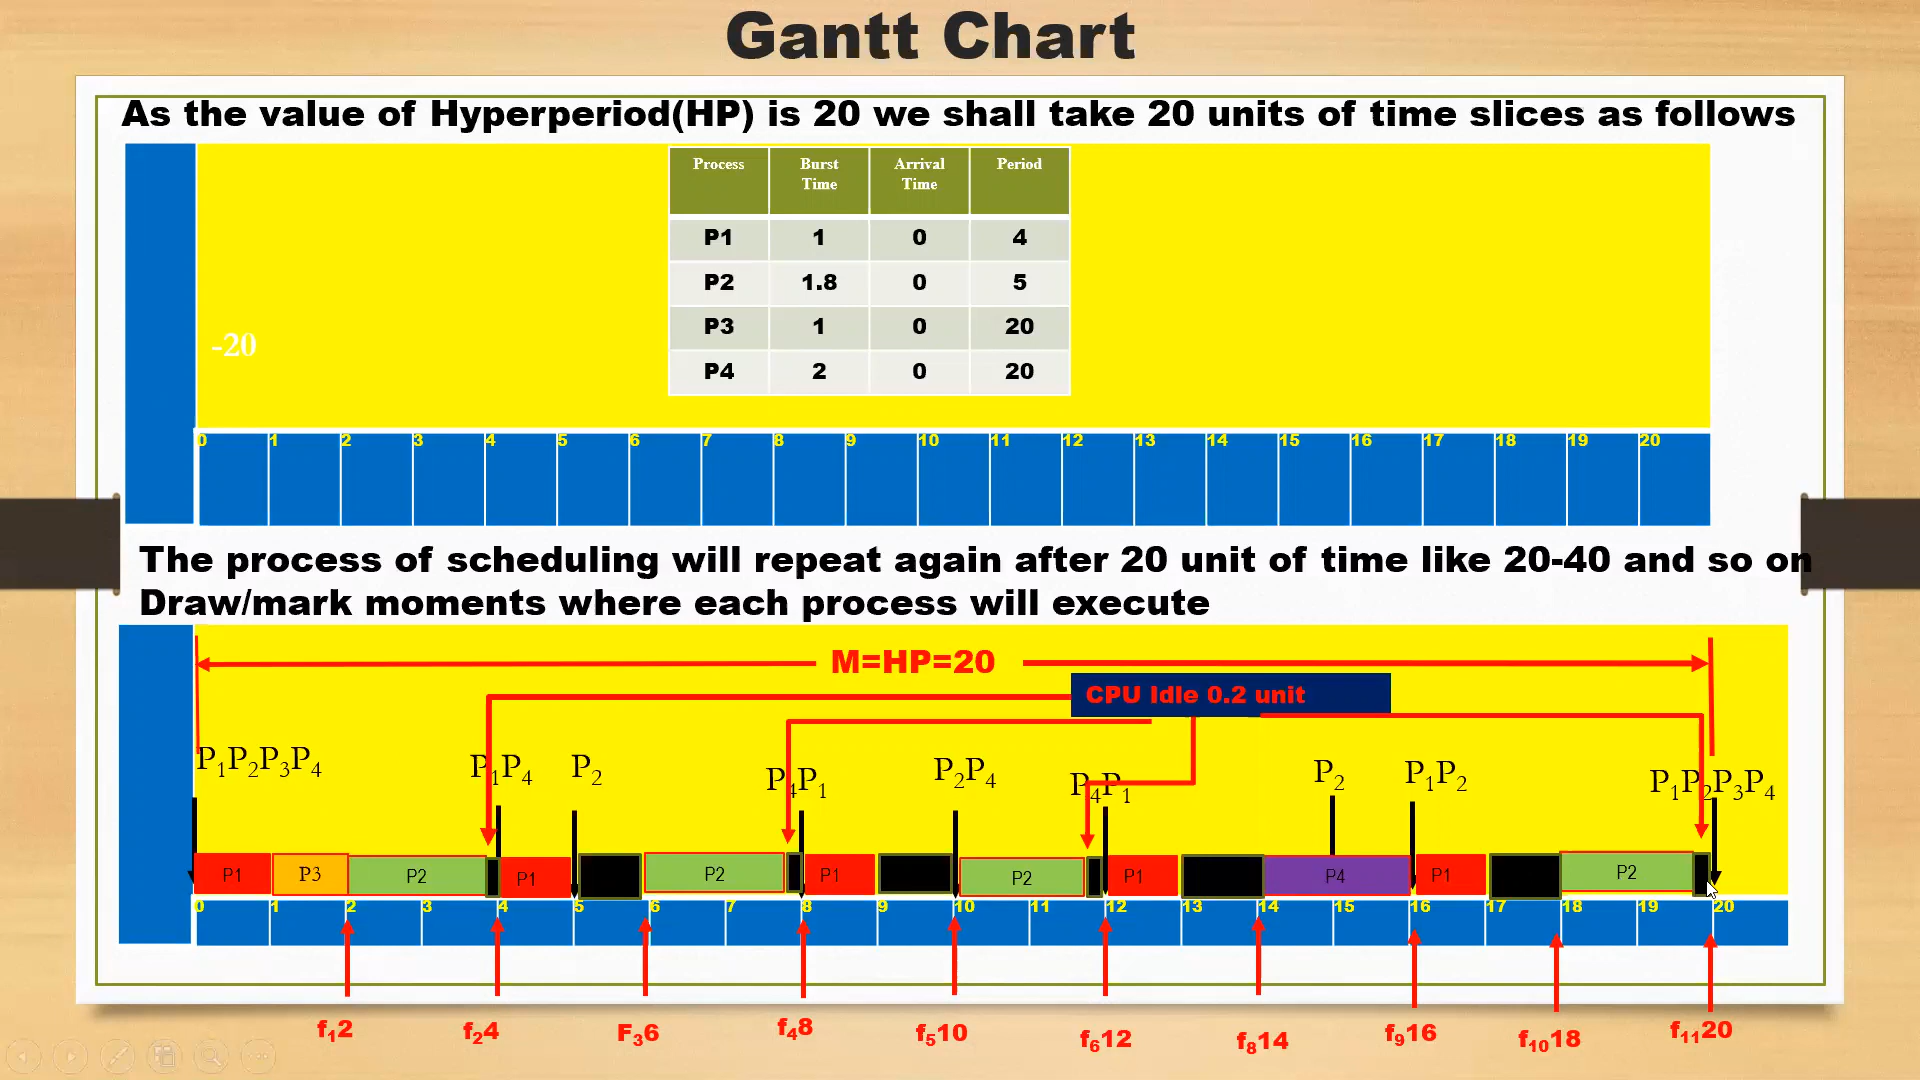 Gantt Chart
As the value of Hyperperiod(HP) is 20 we shall take 20 units of time slices as follows
Process Burst Time Arrival Time Period
P1 1 0 4
P2 1.8 0 5
P3 1 0 20
P4 2 0 20
-20
0 1 2 3 4 5 6 7 8 9 10 11 12 13 14 15 16 17 18 19 20
The process of scheduling will repeat again after 20 unit of time like 20-40 and so on
Draw/mark moments where each process will execute
M=HP=20
CPU Idle 0.2 unit
P₁P₂P₃P₄ P₁P₄ P₂ P₄P₁ P₂P₄ P₄P₁ P₂ P₁P₂ P₁P₂P₃P₄
P1 P3 P2 P1 P2 P1 P2 P1 P4 P1 P2
0 1 2 3 4 5 6 7 8 9 10 11 12 13 14 15 16 17 18 19 20
f₁2 f₂4 F₃6 f₄8 f₅10 f₆12 f₈14 f₉16 f₁₀18 f₁₁20